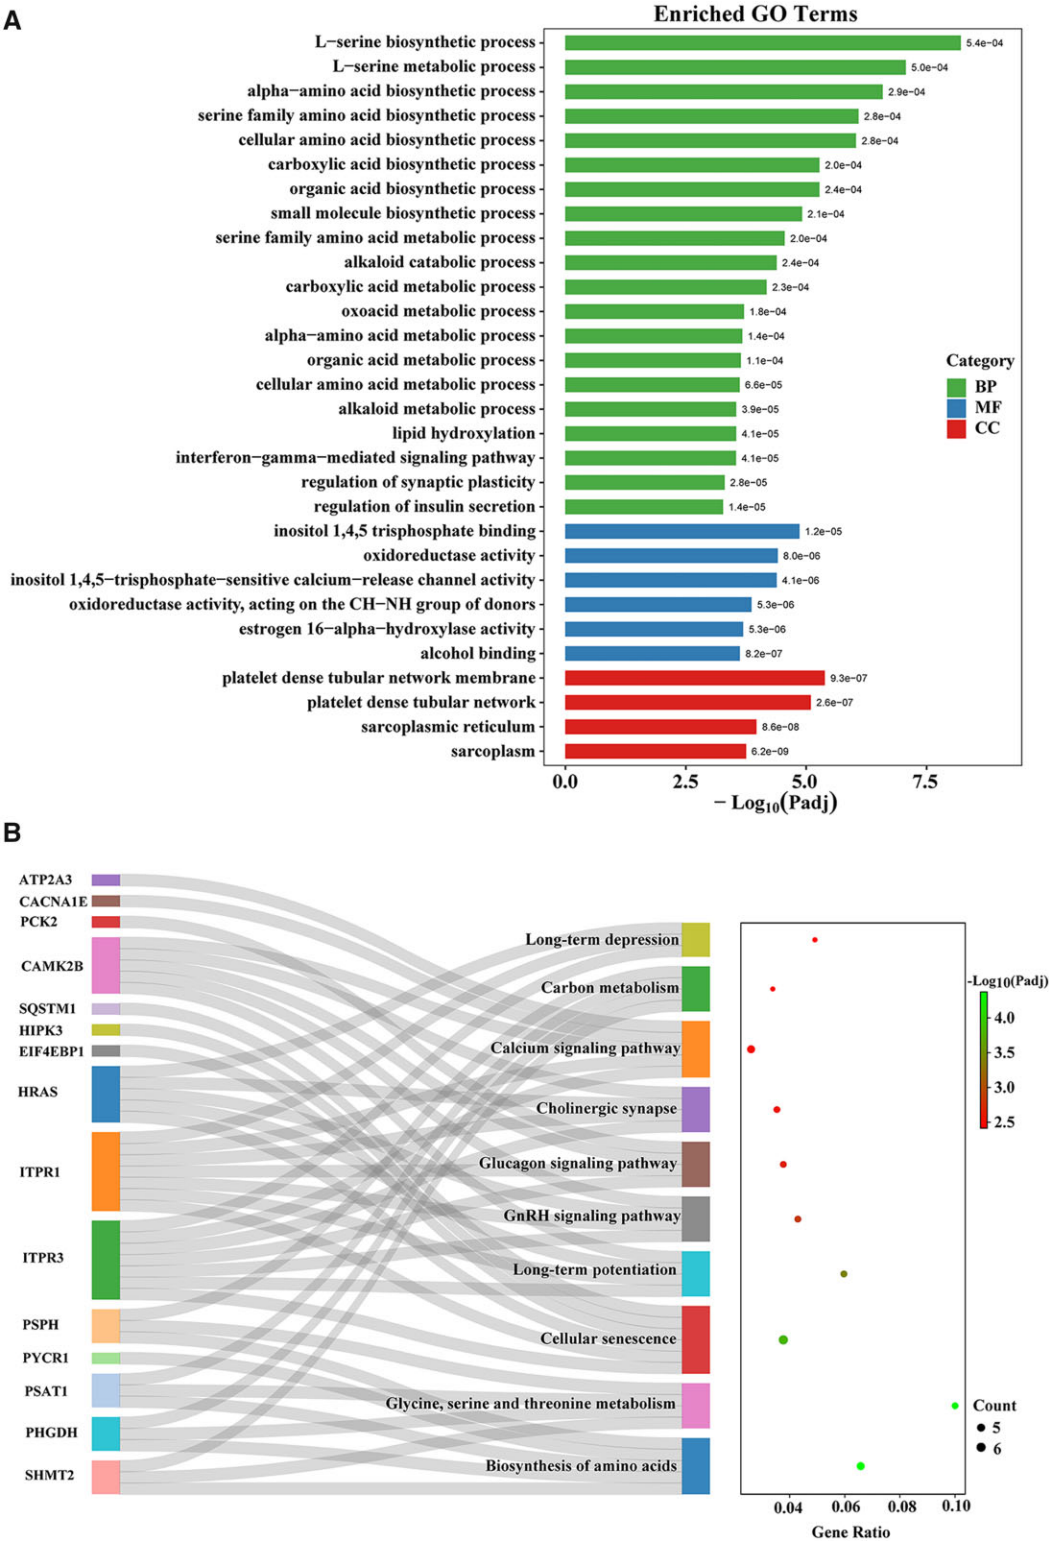 A
Enriched GO Terms
L−serine biosynthetic process 5.4e−04
L−serine metabolic process 5.0e−04
alpha−amino acid biosynthetic process 2.9e−04
serine family amino acid biosynthetic process 2.8e−04
cellular amino acid biosynthetic process 2.8e−04
carboxylic acid biosynthetic process 2.0e−04
organic acid biosynthetic process 2.4e−04
small molecule biosynthetic process 2.1e−04
serine family amino acid metabolic process 2.0e−04
alkaloid catabolic process 2.4e−04
carboxylic acid metabolic process 2.3e−04
oxoacid metabolic process 1.8e−04
alpha−amino acid metabolic process 1.4e−04
organic acid metabolic process 1.1e−04
cellular amino acid metabolic process 6.6e−05
alkaloid metabolic process 3.9e−05
lipid hydroxylation 4.1e−05
interferon−gamma−mediated signaling pathway 4.1e−05
regulation of synaptic plasticity 2.8e−05
regulation of insulin secretion 1.4e−05
inositol 1,4,5 trisphosphate binding 1.2e−05
oxidoreductase activity 8.0e−06
inositol 1,4,5−trisphosphate−sensitive calcium−release channel activity 4.1e−06
oxidoreductase activity, acting on the CH−NH group of donors 5.3e−06
estrogen 16−alpha−hydroxylase activity 5.3e−06
alcohol binding 8.2e−07
platelet dense tubular network membrane 9.3e−07
platelet dense tubular network 2.6e−07
sarcoplasmic reticulum 8.6e−08
sarcoplasm 6.2e−09
Category
BP
MF
CC
0.0 2.5 5.0 7.5
− Log10(Padj)
B
ATP2A3
CACNA1E
PCK2
CAMK2B
SQSTM1
HIPK3
EIF4EBP1
HRAS
ITPR1
ITPR3
PSPH
PYCR1
PSAT1
PHGDH
SHMT2
Long-term depression
Carbon metabolism
Calcium signaling pathway
Cholinergic synapse
Glucagon signaling pathway
GnRH signaling pathway
Long-term potentiation
Cellular senescence
Glycine, serine and threonine metabolism
Biosynthesis of amino acids
-Log10(Padj)
4.0
3.5
3.0
2.5
Count
5
6
0.04 0.06 0.08 0.10
Gene Ratio